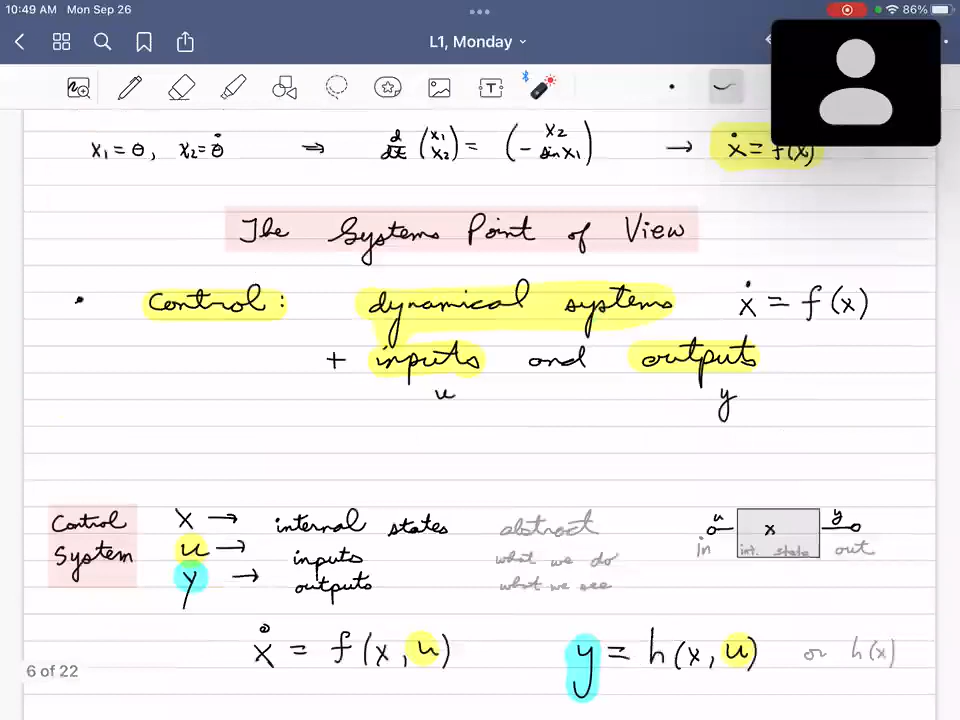 10:49 AM Mon Sep 26
86%
L1, Monday
x₁ = θ, x₂ = θ̇ ⇒ d/dt (x₁ x₂) = (x₂ -sin x₁) → ẋ = f(x)
The Systems Point of View
• Control: dynamical systems ẋ = f(x)
+ inputs and outputs
u y
Control System
x → internal states abstract
u → inputs what we do
y → outputs what we see
u x y
in int. state out
ẋ = f(x, u) y = h(x, u) or h(x)
6 of 22